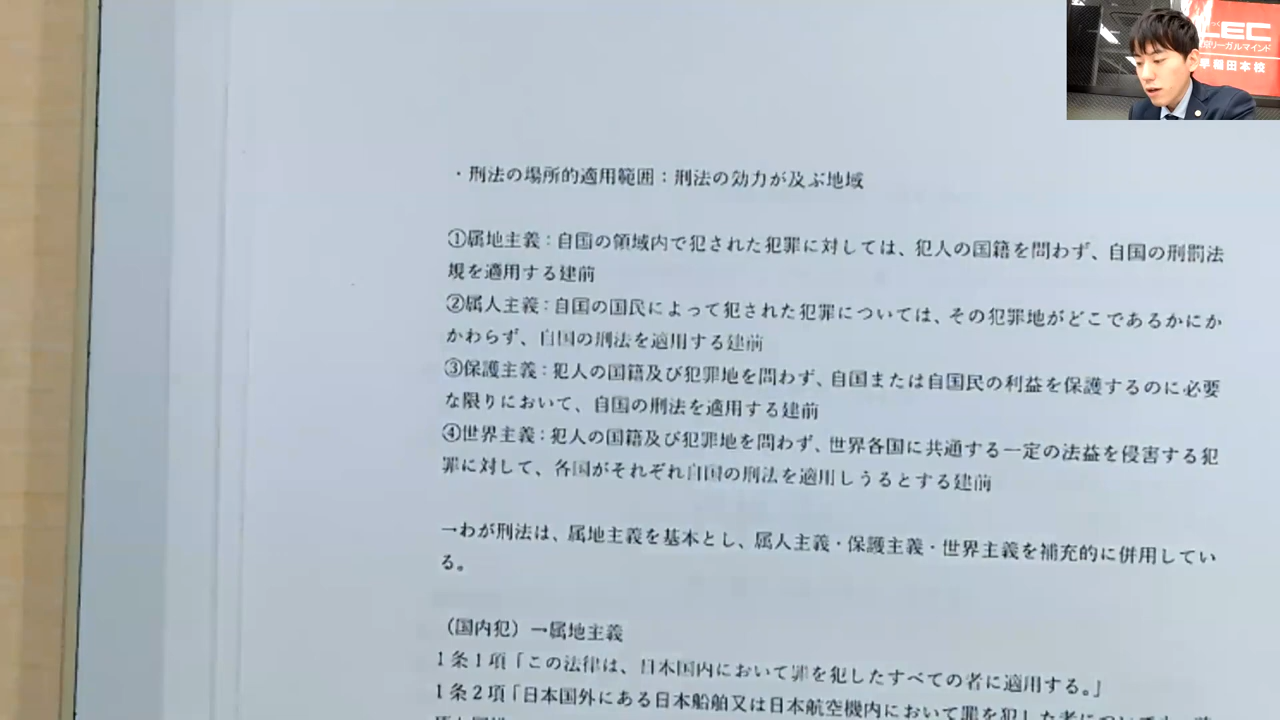 LEC
京リーガルマインド
早稲田本校
・刑法の場所的適用範囲：刑法の効力が及ぶ地域
①属地主義：自国の領域内で犯された犯罪に対しては、犯人の国籍を問わず、自国の刑罰法
規を適用する建前
②属人主義：自国の国民によって犯された犯罪については、その犯罪地がどこであるかにか
かわらず、自国の刑法を適用する建前
③保護主義：犯人の国籍及び犯罪地を問わず、自国または自国民の利益を保護するのに必要
な限りにおいて、自国の刑法を適用する建前
④世界主義：犯人の国籍及び犯罪地を問わず、世界各国に共通する一定の法益を侵害する犯
罪に対して、各国がそれぞれ自国の刑法を適用しうるとする建前
→わが刑法は、属地主義を基本とし、属人主義・保護主義・世界主義を補充的に併用してい
る。
（国内犯）→属地主義
１条１項「この法律は、日本国内において罪を犯したすべての者に適用する。」
１条２項「日本国外にある日本船舶又は日本航空機内において罪を犯した者について